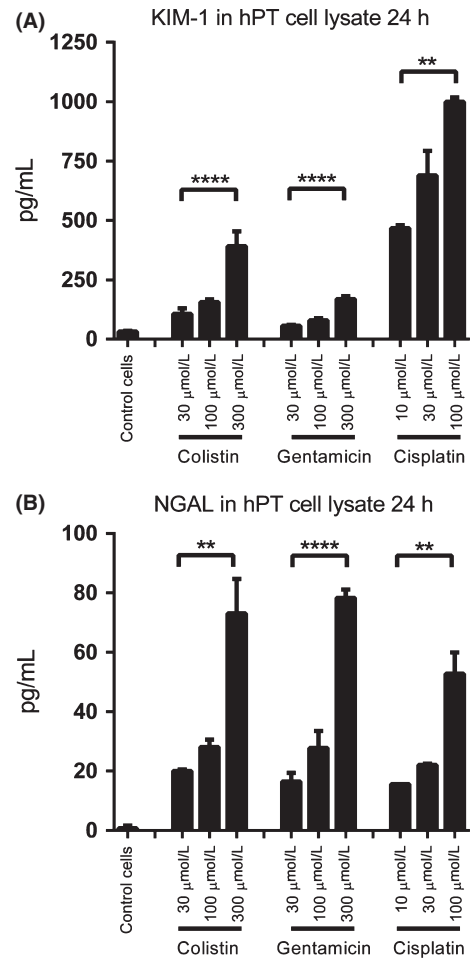 (A) KIM-1 in hPT cell lysate 24 h
1250
1000
750
500
250
0
pg/mL
****
****
**
Control cells
30 μmol/L
100 μmol/L
300 μmol/L
30 μmol/L
100 μmol/L
300 μmol/L
10 μmol/L
30 μmol/L
100 μmol/L
Colistin Gentamicin Cisplatin
(B) NGAL in hPT cell lysate 24 h
100
80
60
40
20
0
pg/mL
**
****
**
Control cells
30 μmol/L
100 μmol/L
300 μmol/L
30 μmol/L
100 μmol/L
300 μmol/L
10 μmol/L
30 μmol/L
100 μmol/L
Colistin Gentamicin Cisplatin